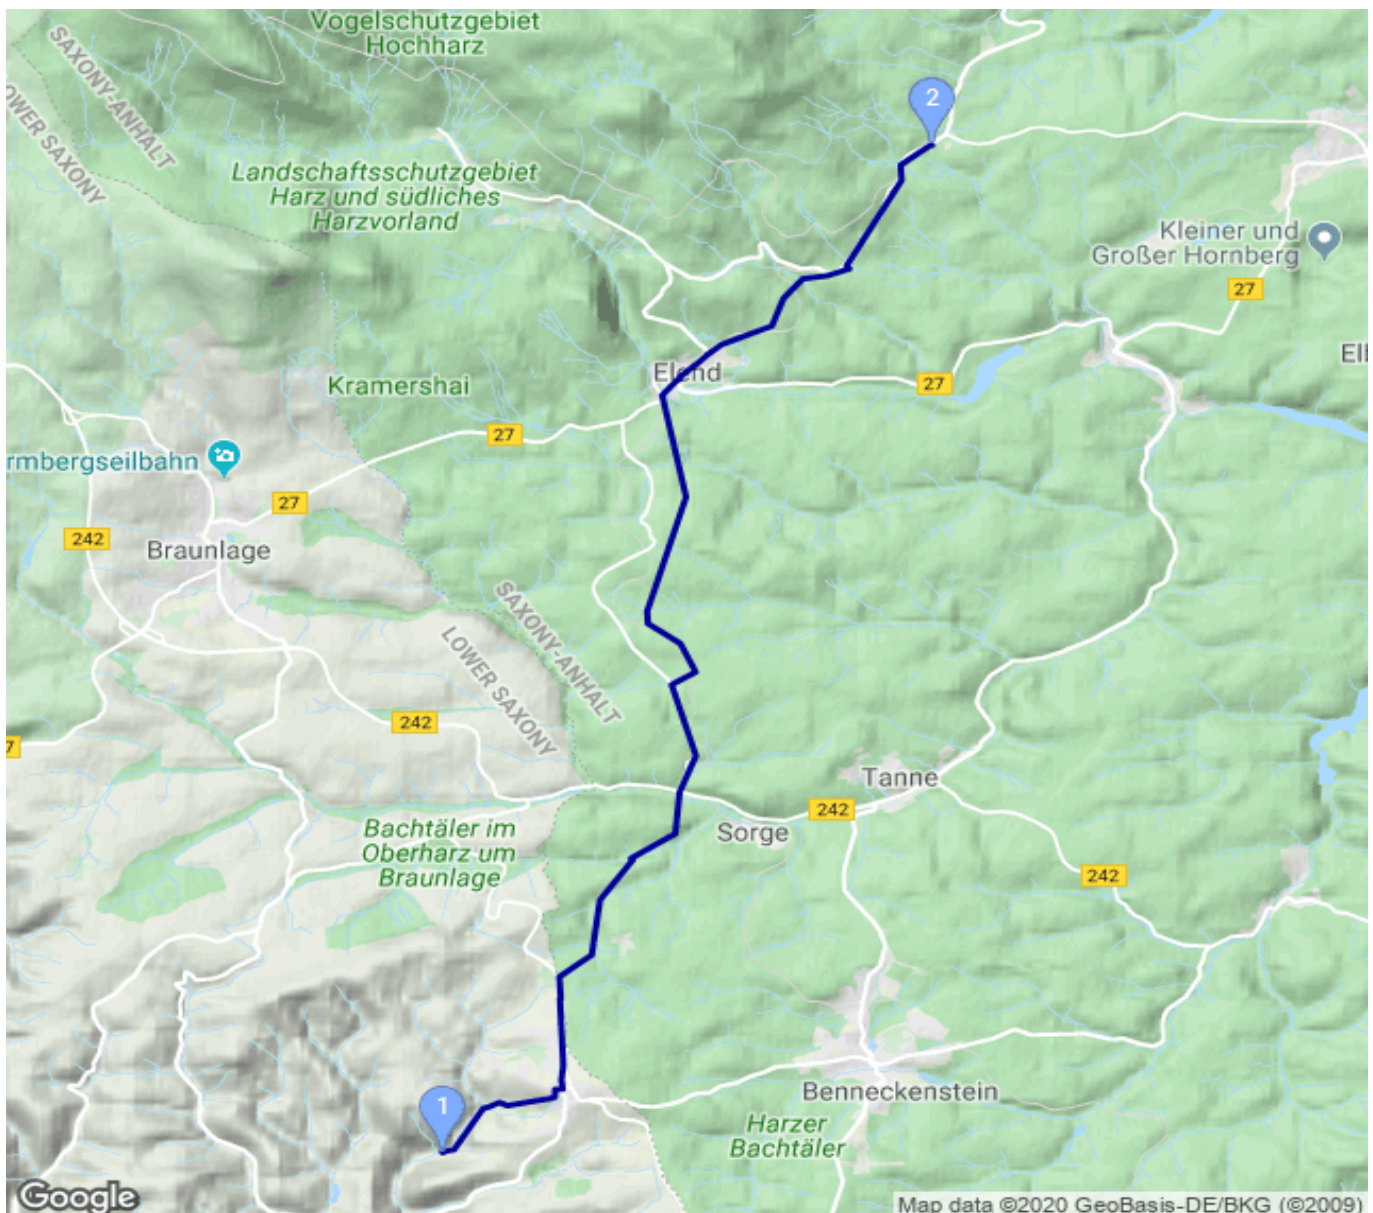 Vogelschutzgebiet
Hochharz
SAXONY-ANHALT
LOWER SAXONY
2
Landschaftsschutzgebiet
Harz und südliches
Harzvorland
Kleiner und
Großer Hornberg
27
Elend
27
Elb
Kramershai
27
rmbergseilbahn
27
242
Braunlage
SAXONY-ANHALT
LOWER SAXONY
242
7
Tanne
242
Sorge
Bachtäler im
Oberharz um
Braunlage
242
1
Benneckenstein
Harzer
Bachtäler
Google
Map data ©2020 GeoBasis-DE/BKG (©2009)